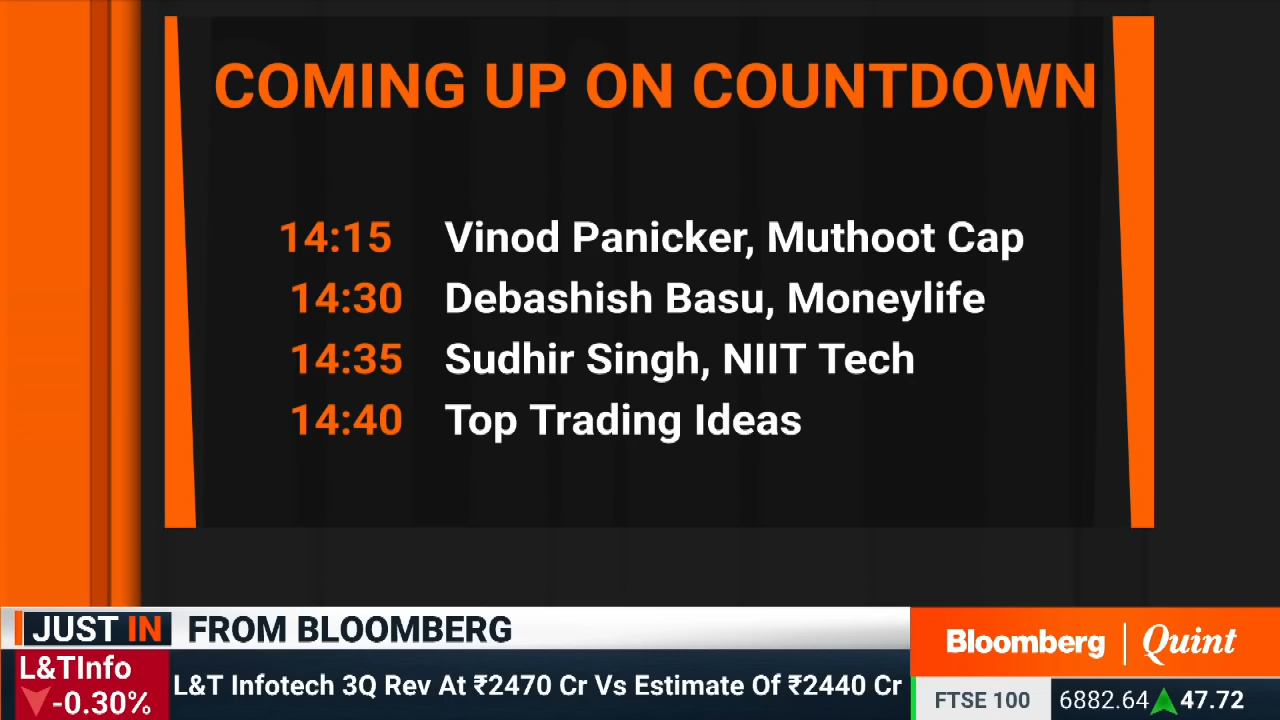 COMING UP ON COUNTDOWN
14:15 Vinod Panicker, Muthoot Cap
14:30 Debashish Basu, Moneylife
14:35 Sudhir Singh, NIIT Tech
14:40 Top Trading Ideas
JUST IN FROM BLOOMBERG
Bloomberg | Quint
L&TInfo
-0.30%
L&T Infotech 3Q Rev At ₹2470 Cr Vs Estimate Of ₹2440 Cr
FTSE 100 6882.64 47.72